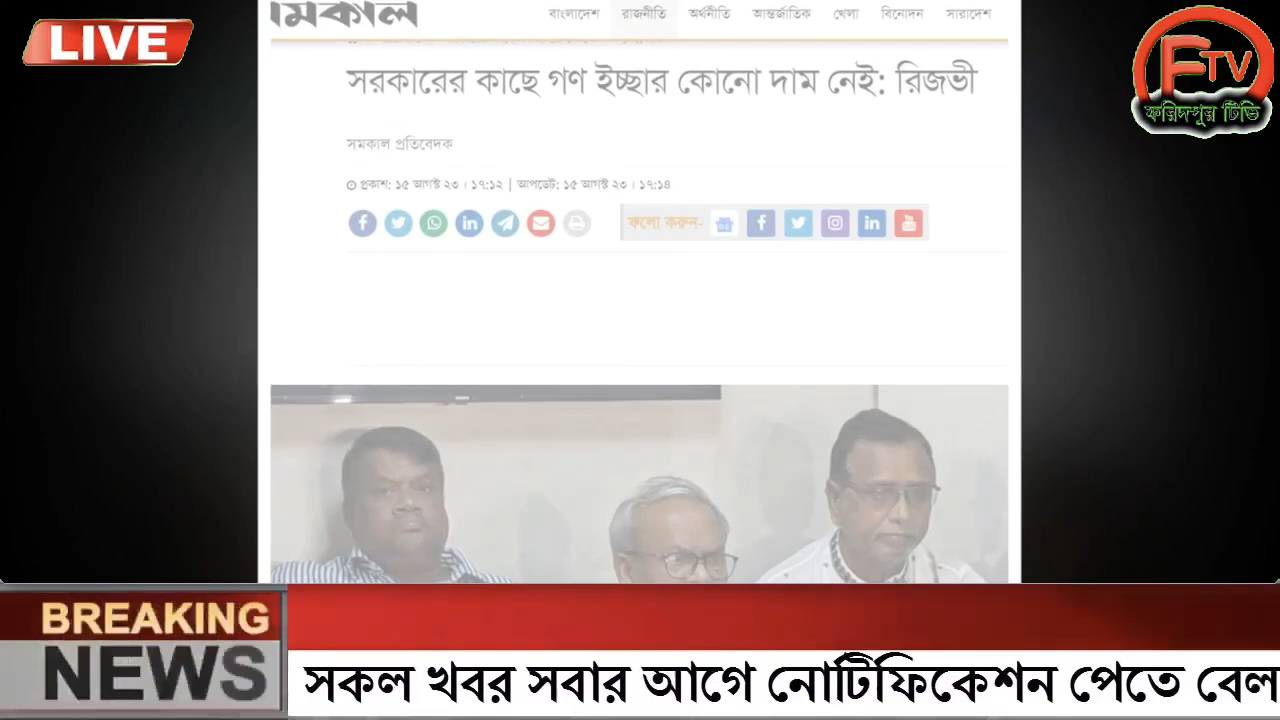 LIVE
বাংলাদেশ রাজনীতি অর্থনীতি আন্তর্জাতিক খেলা বিনোদন সারাদেশ
FTV
ফরিদপুর টিভি
সরকারের কাছে গণ ইচ্ছার কোনো দাম নেই: রিজভী
সমকাল প্রতিবেদক
প্রকাশ: ১৫ আগস্ট ২৩ । ১৭:১২ | আপডেট: ১৫ আগস্ট ২৩ । ১৭:১৪
ফলো করুন-
BREAKING
NEWS
সকল খবর সবার আগে নোটিফিকেশন পেতে বেল